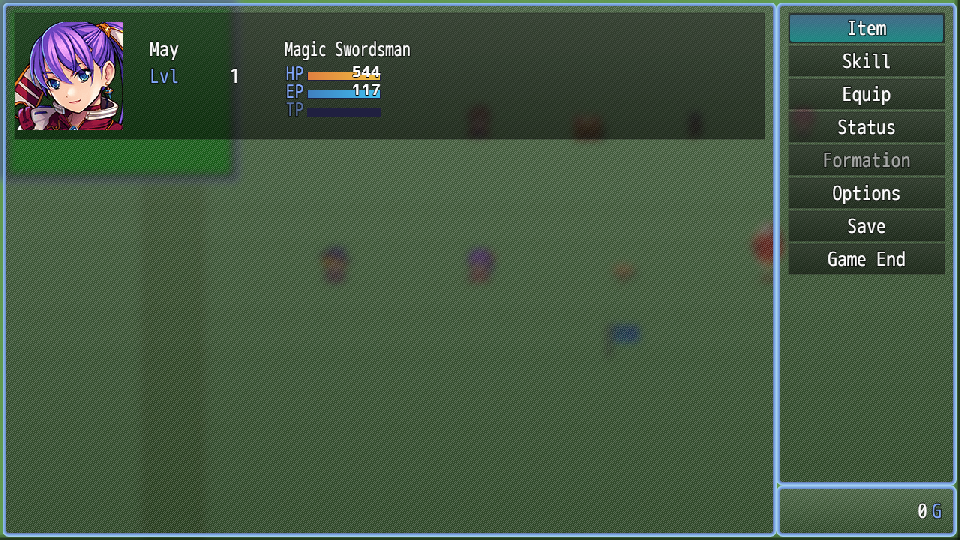 May
Lvl 1
Magic Swordsman
HP 544
EP 117
TP
Item
Skill
Equip
Status
Formation
Options
Save
Game End
0 G